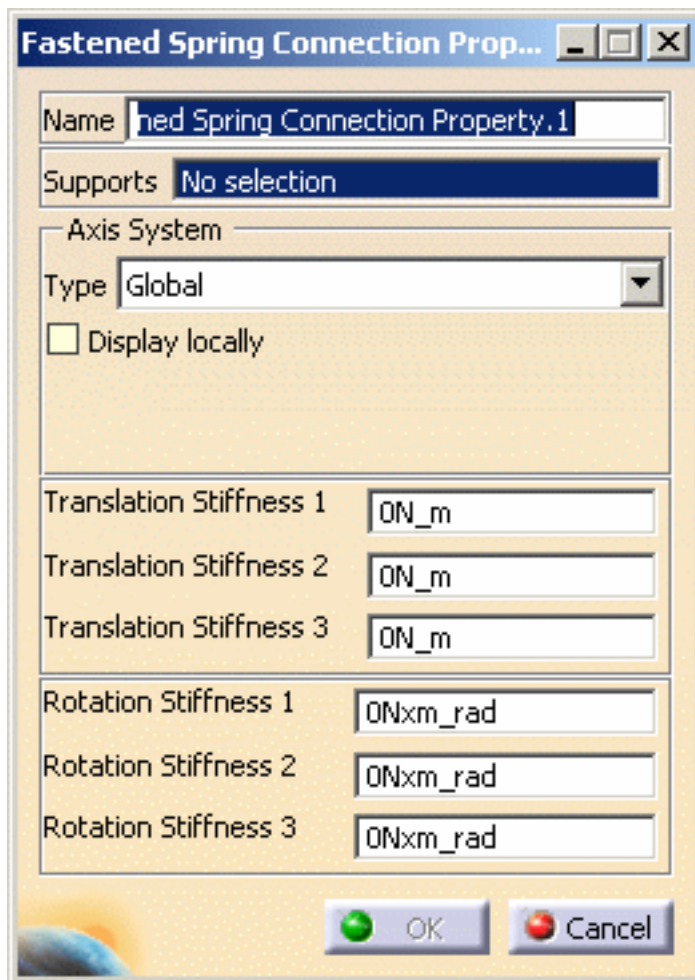 Fastened Spring Connection Prop...
Name ned Spring Connection Property.1
Supports No selection
Axis System
Type Global
Display locally
Translation Stiffness 1 0N_m
Translation Stiffness 2 0N_m
Translation Stiffness 3 0N_m
Rotation Stiffness 1 0Nxm_rad
Rotation Stiffness 2 0Nxm_rad
Rotation Stiffness 3 0Nxm_rad
OK Cancel